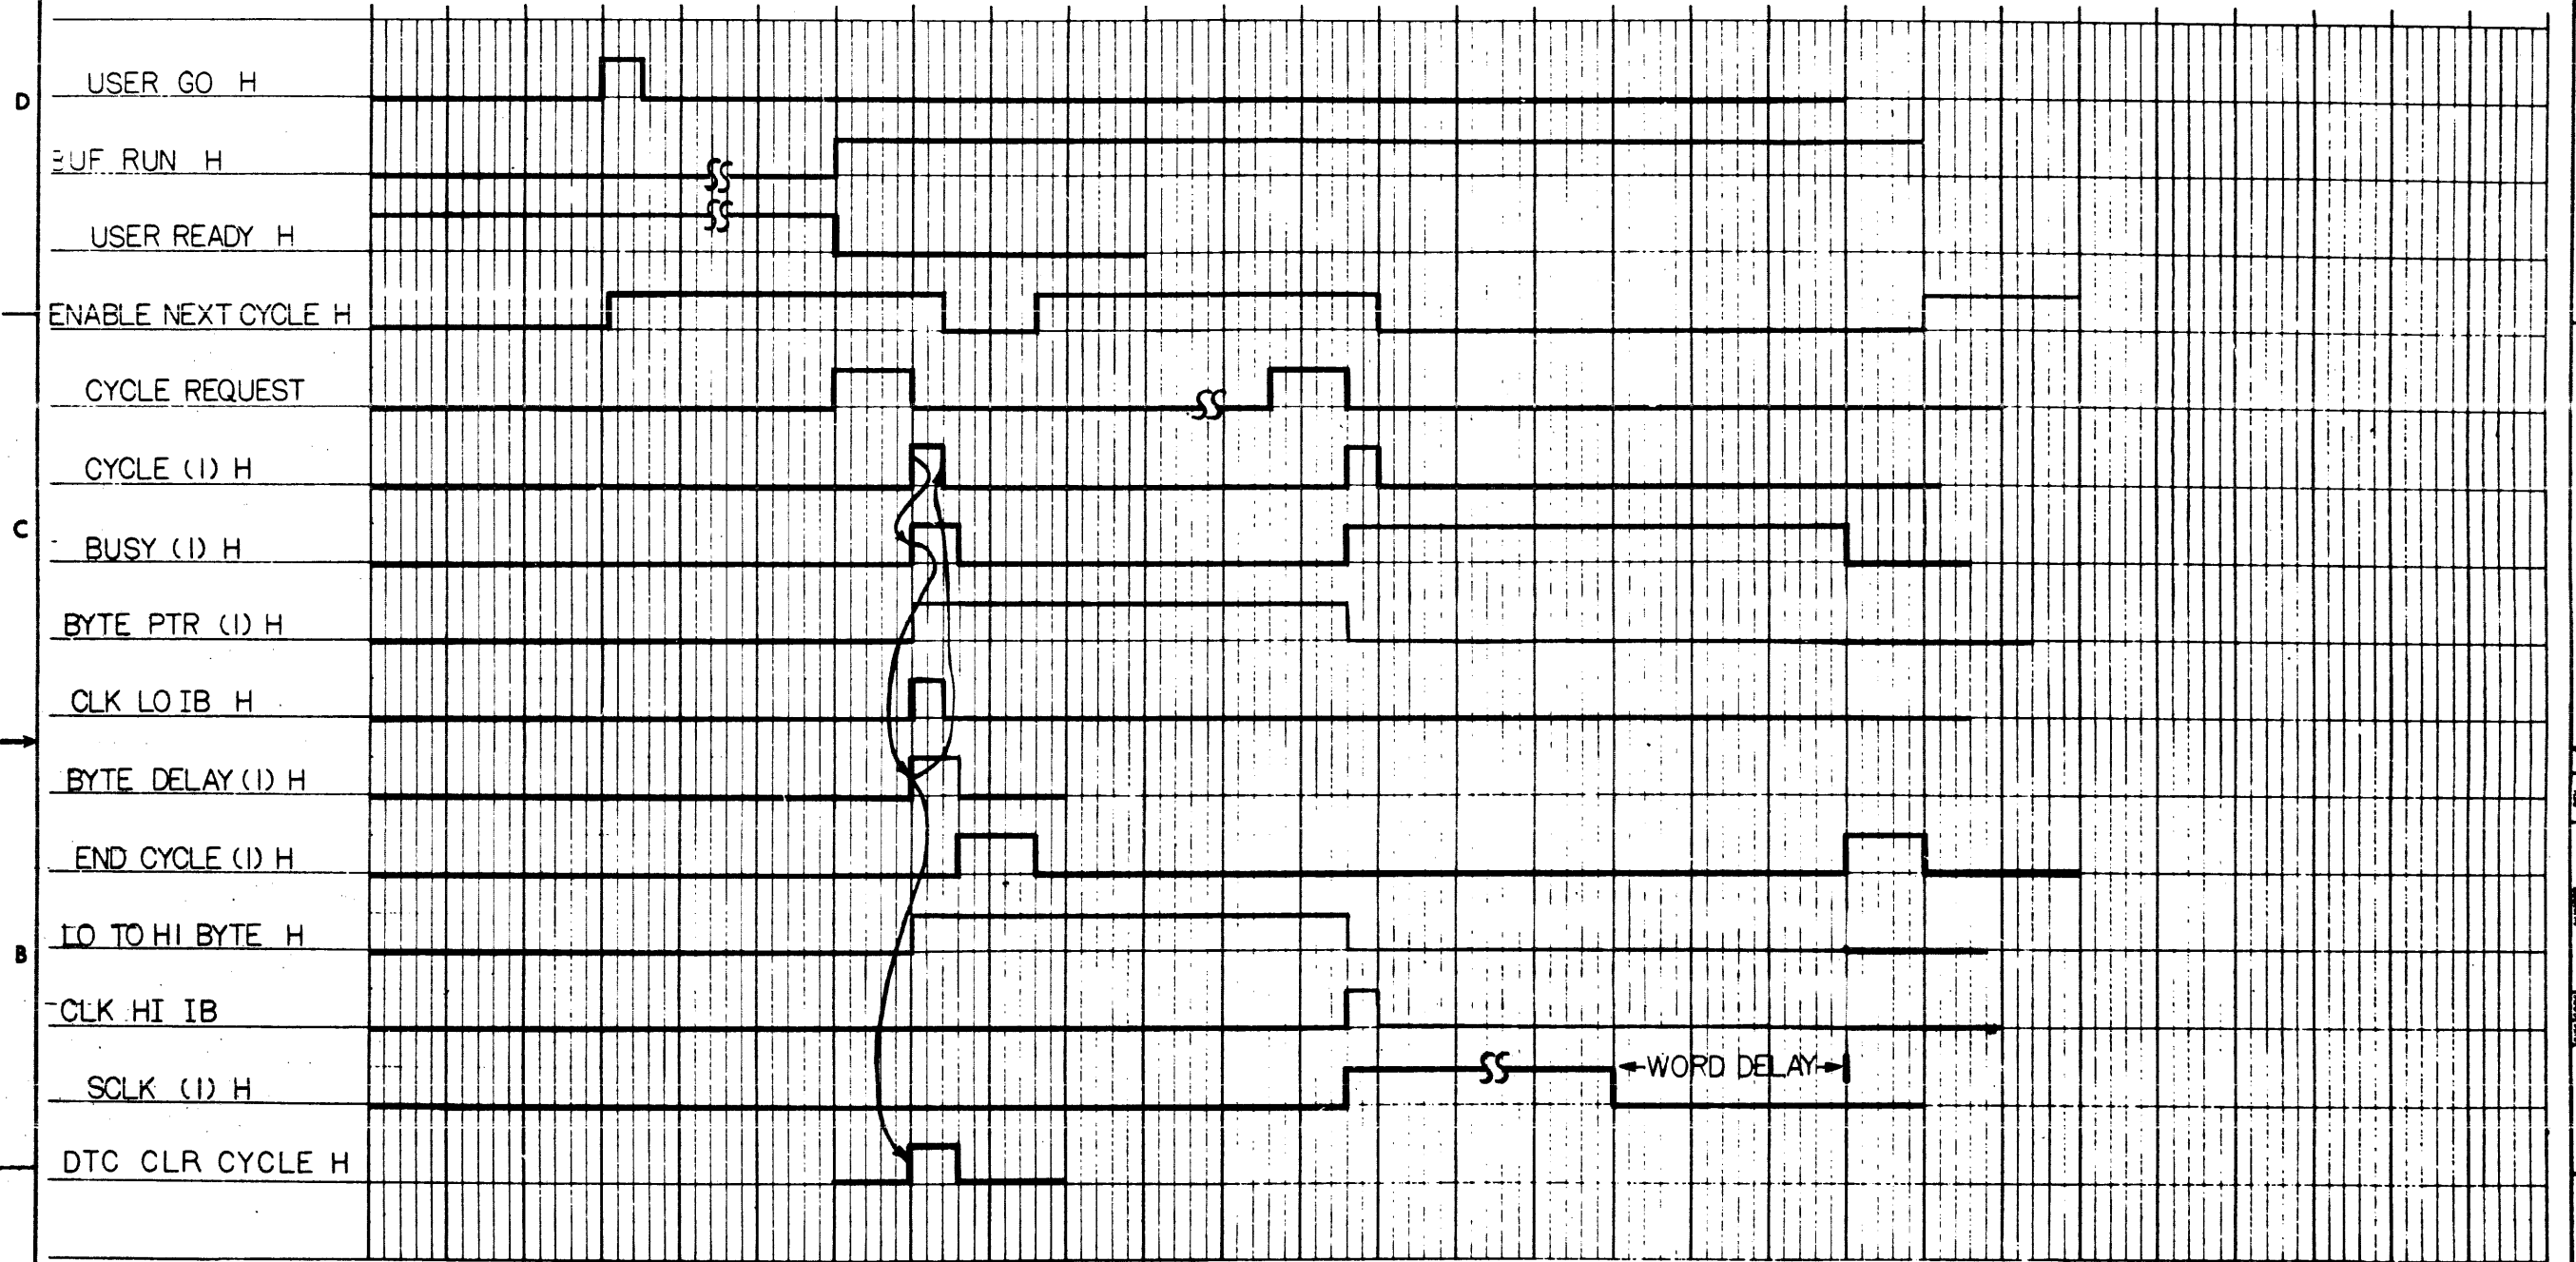 D
USER GO H
BUF RUN H
USER READY H
ENABLE NEXT CYCLE H
CYCLE REQUEST
CYCLE (1) H
C
BUSY (1) H
BYTE PTR (1) H
CLK LO IB H
BYTE DELAY (1) H
END CYCLE (1) H
LO TO HI BYTE H
B
CLK HI IB
WORD DELAY
SCLK (1) H
DTC CLR CYCLE H